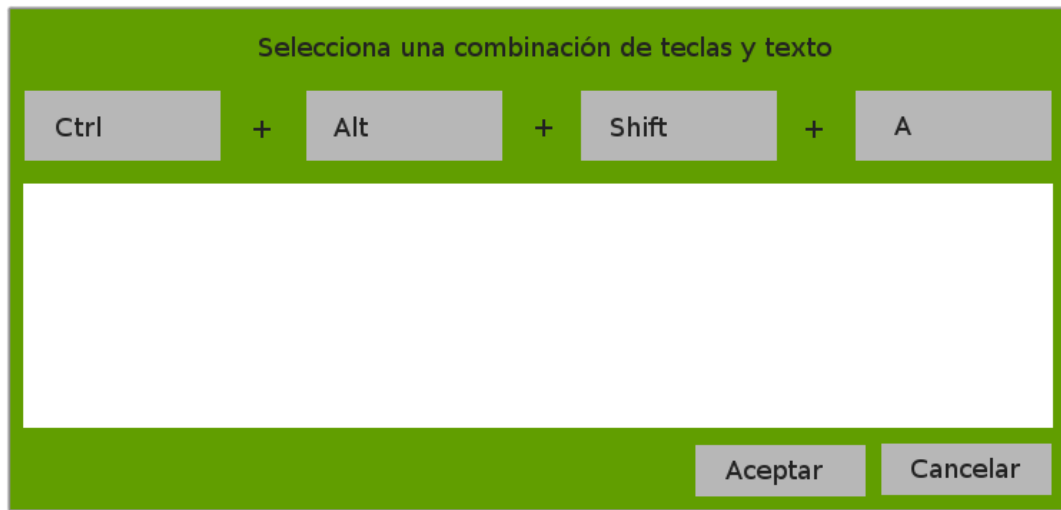 Selecciona una combinación de teclas y texto
Ctrl + Alt + Shift + A
Aceptar Cancelar